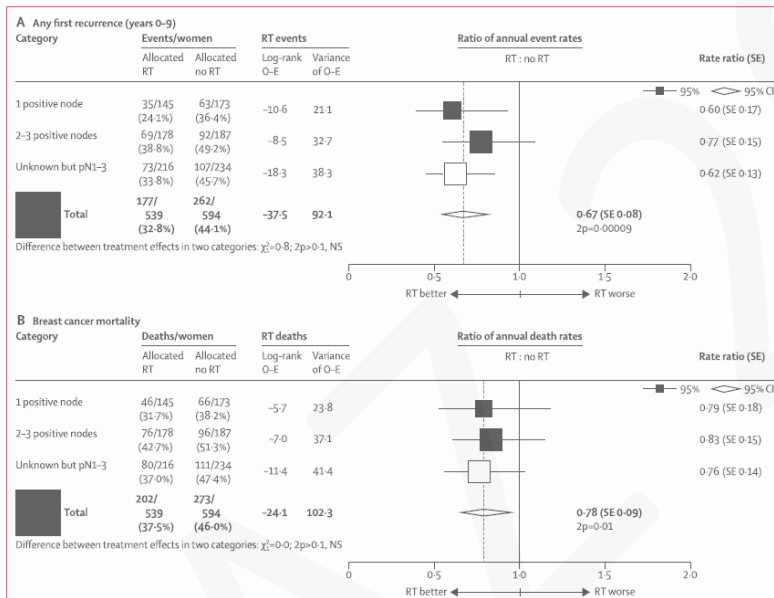 A Any first recurrence (years 0–9)
Category Events/women RT events Ratio of annual event rates
Allocated RT Allocated no RT Log-rank O–E Variance of O–E RT : no RT Rate ratio (SE)
95% 95% CI
1 positive node 35/145 63/173 –10·6 21·1 0·60 (SE 0·17)
(24·1%) (36·4%)
2–3 positive nodes 69/178 92/187 –8·5 32·7 0·77 (SE 0·15)
(38·8%) (49·2%)
Unknown but pN1–3 73/216 107/234 –18·3 38·3 0·62 (SE 0·13)
(33·8%) (45·7%)
177/ 262/
Total 539 594 –37·5 92·1 0·67 (SE 0·08)
(32·8%) (44·1%) 2p=0·00009
Difference between treatment effects in two categories: χ²₁=0·8; 2p>0·1, NS
0 0·5 1·0 1·5 2·0
RT better RT worse
B Breast cancer mortality
Category Deaths/women RT deaths Ratio of annual death rates
Allocated RT Allocated no RT Log-rank O–E Variance of O–E RT : no RT Rate ratio (SE)
95% 95% CI
1 positive node 46/145 66/173 –5·7 23·8 0·79 (SE 0·18)
(31·7%) (38·2%)
2–3 positive nodes 76/178 96/187 –7·0 37·1 0·83 (SE 0·15)
(42·7%) (51·3%)
Unknown but pN1–3 80/216 111/234 –11·4 41·4 0·76 (SE 0·14)
(37·0%) (47·4%)
202/ 273/
Total 539 594 –24·1 102·3 0·78 (SE 0·09)
(37·5%) (46·0%) 2p=0·01
Difference between treatment effects in two categories: χ²₁=0·0; 2p>0·1, NS
0 0·5 1·0 1·5 2·0
RT better RT worse